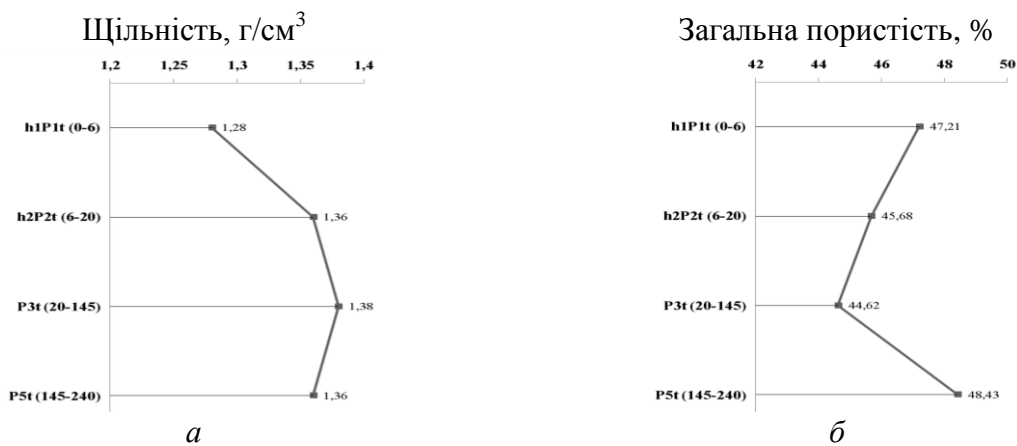 Щільність, г/см³
1,2 1,25 1,3 1,35 1,4
h1P1t (0-6)
1,28
h2P2t (6-20)
1,36
P3t (20-145)
1,38
P5t (145-240)
1,36
а
Загальна пористість, %
42 44 46 48 50
h1P1t (0-6)
47,21
h2P2t (6-20)
45,68
P3t (20-145)
44,62
P5t (145-240)
48,43
б